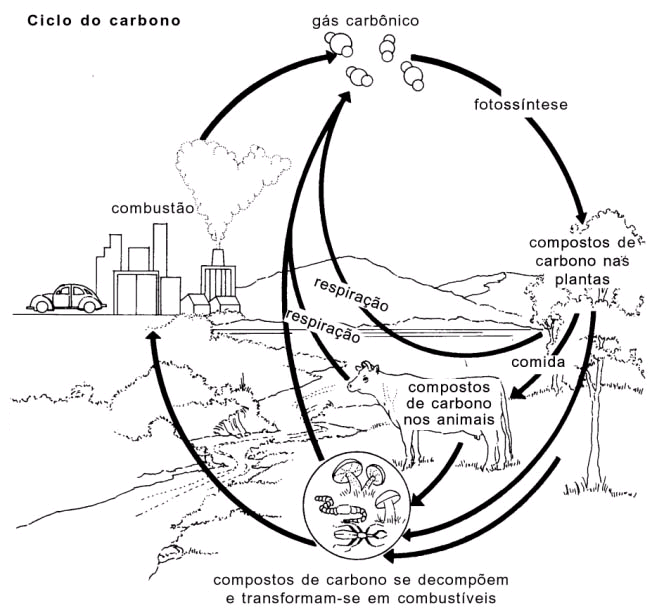 Ciclo do carbono
gás carbônico
fotossíntese
combustão
compostos de
carbono nas
plantas
respiração
respiração
comida
compostos
de carbono
nos animais
compostos de carbono se decompõem
e transformam-se em combustíveis